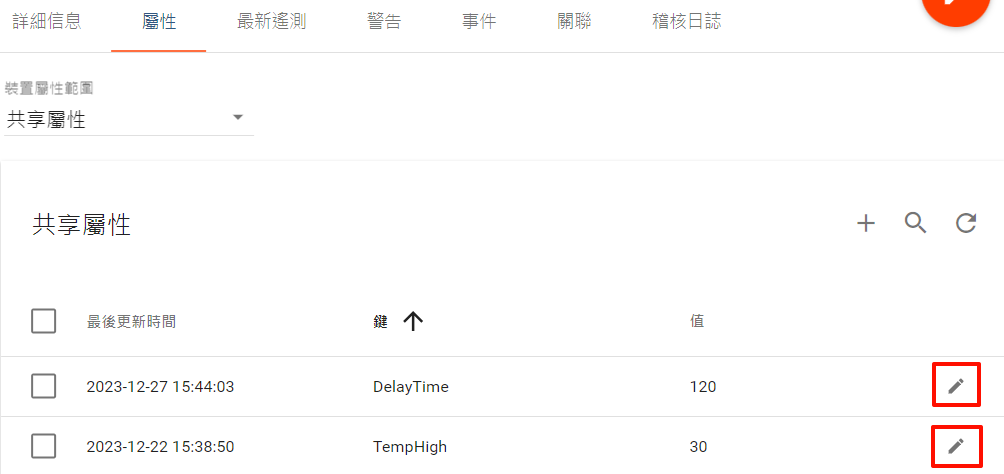 詳細信息 屬性 最新遙測 警告 事件 關聯 稽核日誌
裝置屬性範圍
共享屬性
共享屬性
最後更新時間 鍵 值
2023-12-27 15:44:03 DelayTime 120
2023-12-22 15:38:50 TempHigh 30